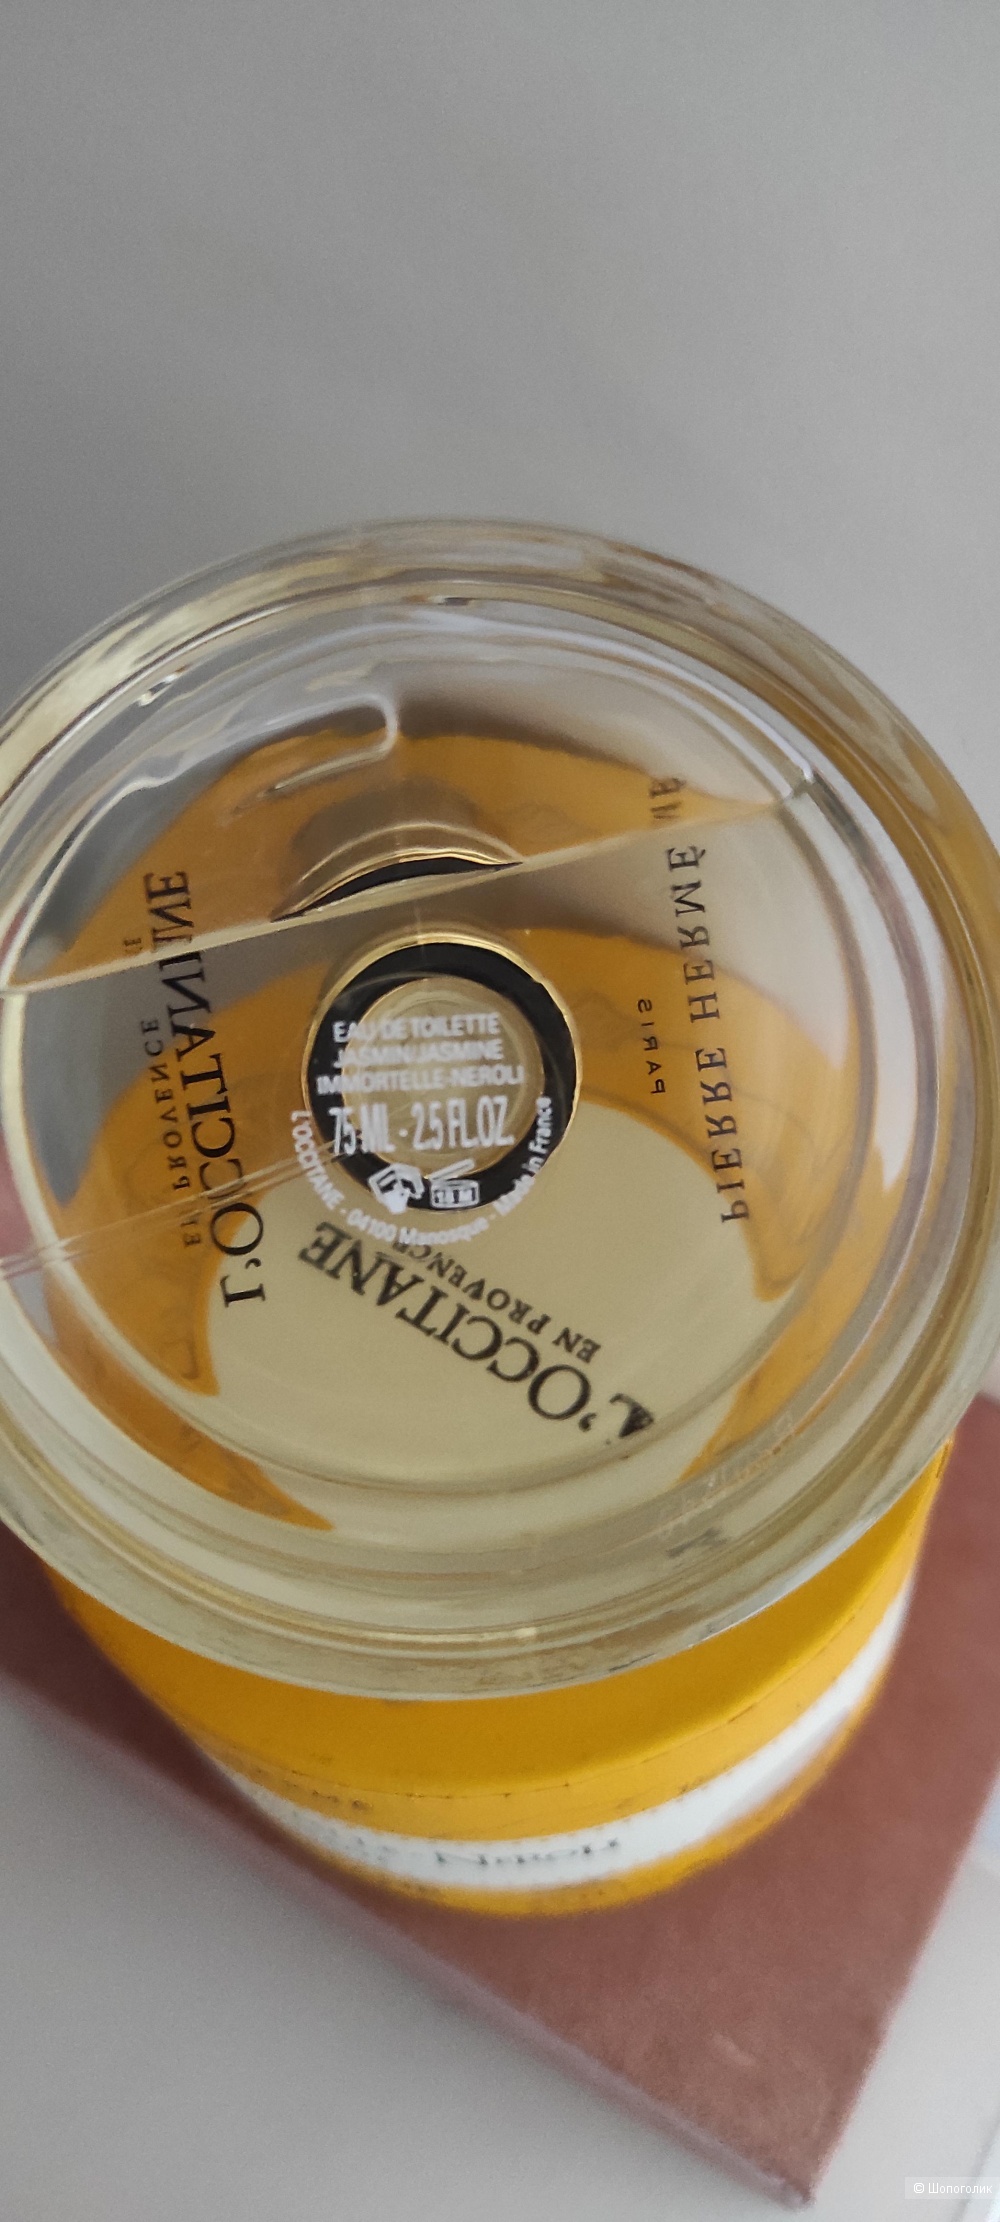 EAU DE TOILETTE
JASMIN/JASMINE
IMMORTELLE-NEROLI
75 ML - 2.5 FL.OZ.
18 M
L'OCCITANE - 04100 Manosque - Made in France
L'OCCITANE
EN PROVENCE
L'OCCITANE
EN PROVENCE
PIERRE HERMÉ
PARIS
NEROLI
© Шопоголик